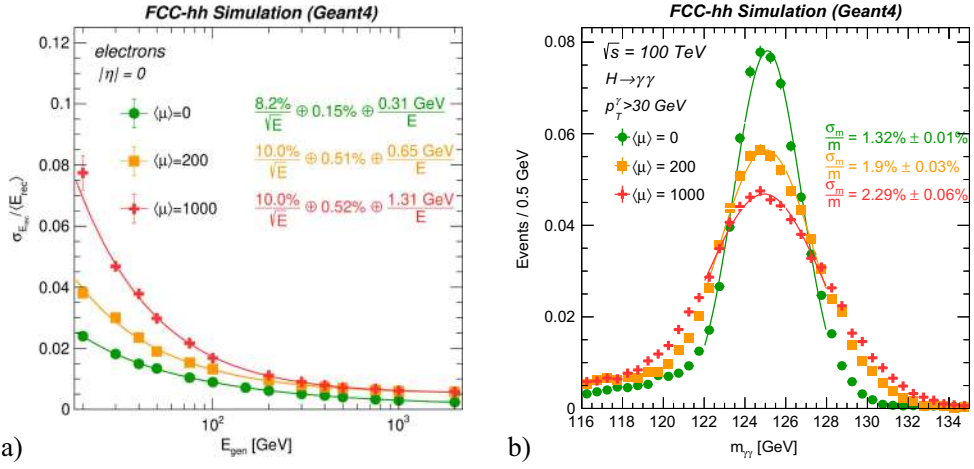 FCC-hh Simulation (Geant4)
electrons
|η| = 0
⟨μ⟩=0
8.2%/√E ⊕ 0.15% ⊕ 0.31 GeV/E
⟨μ⟩=200
10.0%/√E ⊕ 0.51% ⊕ 0.65 GeV/E
⟨μ⟩=1000
10.0%/√E ⊕ 0.52% ⊕ 1.31 GeV/E
σ_{E_rec}/⟨E_rec⟩
0.12
0.1
0.08
0.06
0.04
0.02
0
10²
10³
E_gen [GeV]
a)
FCC-hh Simulation (Geant4)
√s = 100 TeV
H→γγ
p_T^γ>30 GeV
⟨μ⟩ = 0
σ_m/m = 1.32% ± 0.01%
⟨μ⟩ = 200
σ_m/m = 1.9% ± 0.03%
⟨μ⟩ = 1000
σ_m/m = 2.29% ± 0.06%
Events / 0.5 GeV
0.08
0.06
0.04
0.02
0
116 118 120 122 124 126 128 130 132 134
m_γγ [GeV]
b)